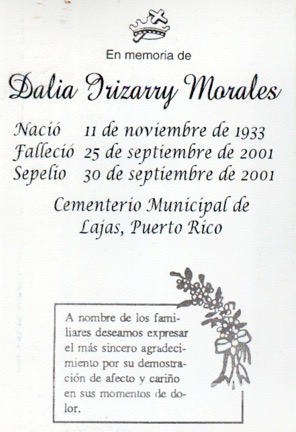 En memoria de
Dalia Irizarry Morales
Nació 11 de noviembre de 1933
Falleció 25 de septiembre de 2001
Sepelio 30 de septiembre de 2001
Cementerio Municipal de
Lajas, Puerto Rico
A nombre de los fami-
liares deseamos expresar
el más sincero agradeci-
miento por su demostra-
ción de afecto y cariño
en sus momentos de do-
lor.